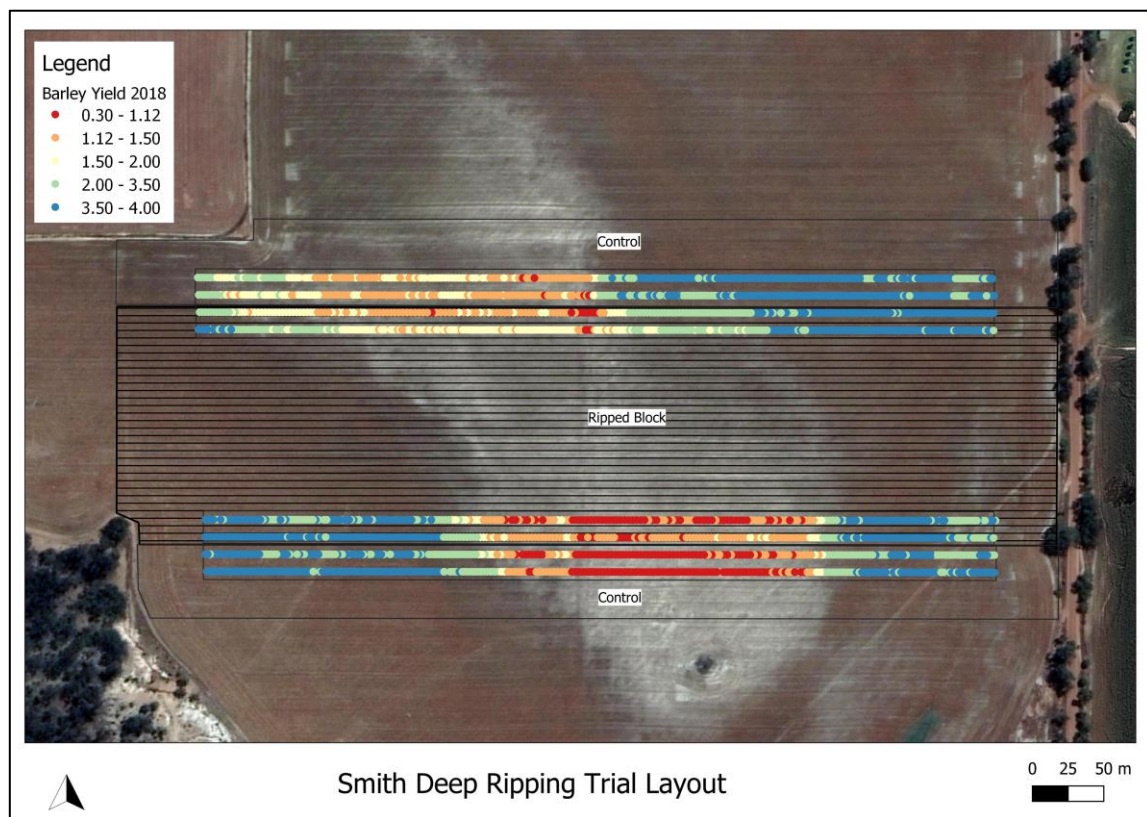 Legend
Barley Yield 2018
0.30 - 1.12
1.12 - 1.50
1.50 - 2.00
2.00 - 3.50
3.50 - 4.00
Control
Ripped Block
Control
Smith Deep Ripping Trial Layout
0 25 50 m